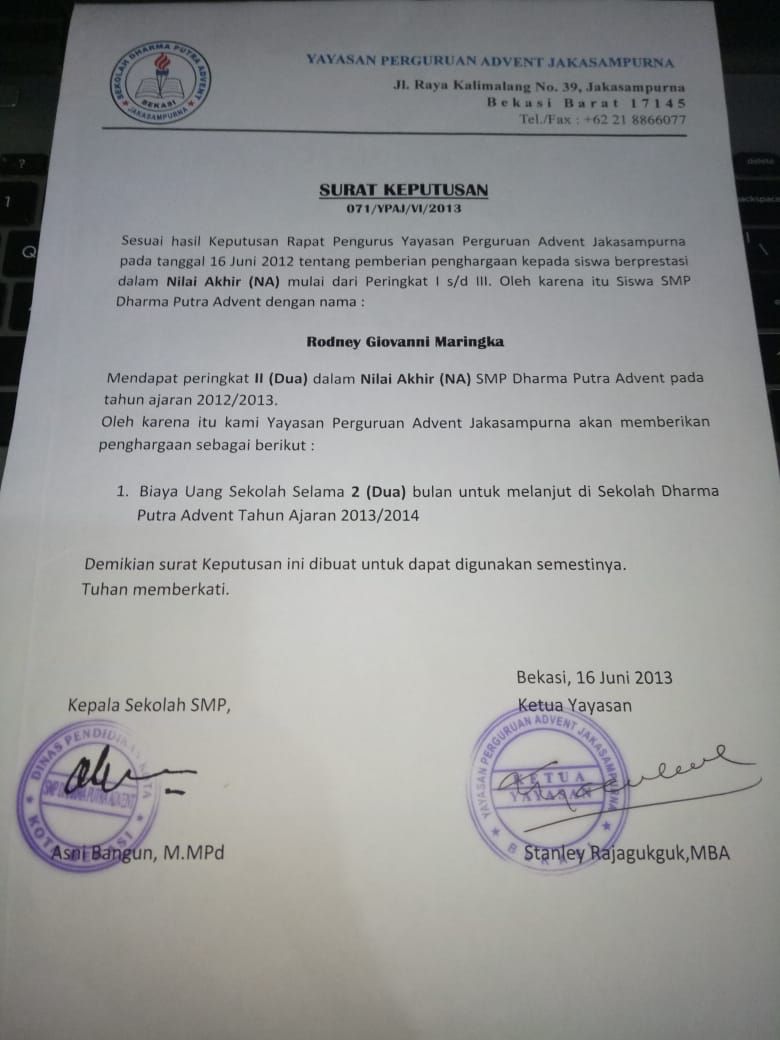 SEKOLAH DHARMA PUTRA ADVENT
BEKASI
JAKASAMPURNA
YAYASAN PERGURUAN ADVENT JAKASAMPURNA
Jl. Raya Kalimalang No. 39, Jakasampurna
Bekasi Barat 17145
Tel./Fax : +62 21 8866077
SURAT KEPUTUSAN
071/YPAJ/VI/2013
Sesuai hasil Keputusan Rapat Pengurus Yayasan Perguruan Advent Jakasampurna
pada tanggal 16 Juni 2012 tentang pemberian penghargaan kepada siswa berprestasi
dalam Nilai Akhir (NA) mulai dari Peringkat I s/d III. Oleh karena itu Siswa SMP
Dharma Putra Advent dengan nama :
Rodney Giovanni Maringka
Mendapat peringkat II (Dua) dalam Nilai Akhir (NA) SMP Dharma Putra Advent pada
tahun ajaran 2012/2013.
Oleh karena itu kami Yayasan Perguruan Advent Jakasampurna akan memberikan
penghargaan sebagai berikut :
1. Biaya Uang Sekolah Selama 2 (Dua) bulan untuk melanjut di Sekolah Dharma
Putra Advent Tahun Ajaran 2013/2014
Demikian surat Keputusan ini dibuat untuk dapat digunakan semestinya.
Tuhan memberkati.
Bekasi, 16 Juni 2013
Kepala Sekolah SMP,
Ketua Yayasan
DINAS PENDIDIKAN KOTA
SMP DHARMA PUTRA ADVENT
KOTA BEKASI
YAYASAN PERGURUAN ADVENT JAKASAMPURNA
KETUA
YAYASAN
Asni Bangun, M.MPd
Stanley Rajagukguk,MBA
?
1
Q
delete
backspace